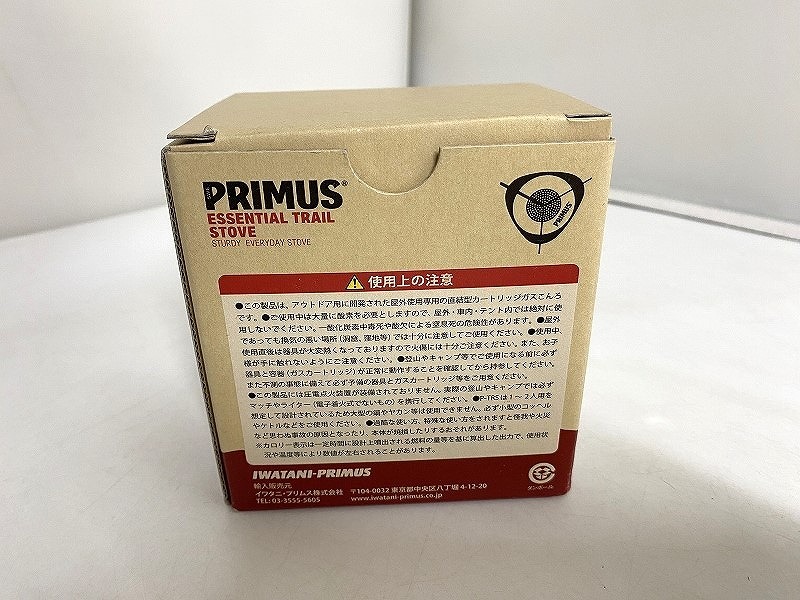 PRIMUS®
ESSENTIAL TRAIL
STOVE
STURDY EVERYDAY STOVE
PRIMUS
使用上の注意
●この製品は、アウトドア用に開発された屋外使用専用の直結型カートリッジガスこんろ
です。●ご使用中は大量に酸素を必要としますので、屋外・車内・テント内では絶対に使
用しないでください。一酸化炭素中毒死や酸欠による窒息死の危険性があります。●屋外
であっても換気の悪い場所（洞窟、窪地等）では十分に注意してご使用ください。●使用中、
使用直後は器具が大変熱くなっておりますので火傷には十分ご注意ください。また、お子
様が手に触れないようにご注意ください。●登山やキャンプ等でご使用になる前に必ず
器具と容器（ガスカートリッジ）が正常に動作することを確認してから持参してください。
また不測の事態に備えて必ず予備の器具とガスカートリッジ等をご用意ください。
●この製品には圧電点火装置が装備されておりません。実際の登山やキャンプでは必ず
マッチやライター（電子着火式でないもの）を携行してください。●P-TRSは1〜2人用を
想定して設計されているため大型の鍋やヤカン等は使用できません。必ず小型のコッヘル
やケトルなどをご使用ください。●過酷な使い方、特殊な使い方をされますと怪我や火災
など思わぬ事故の原因となったり、本体が損傷したりするおそれがあります。
※カロリー表示は一定時間に設計上噴出される燃料の量等を基に算出した出力で、使用状
況や温度等により数値が左右されることがあります。
IWATANI-PRIMUS
輸入販売元
イワタニ・プリムス株式会社 〒104-0032 東京都中央区八丁堀 4-12-20
TEL: 03-3555-5605 www.iwatani-primus.co.jp
ダンボール